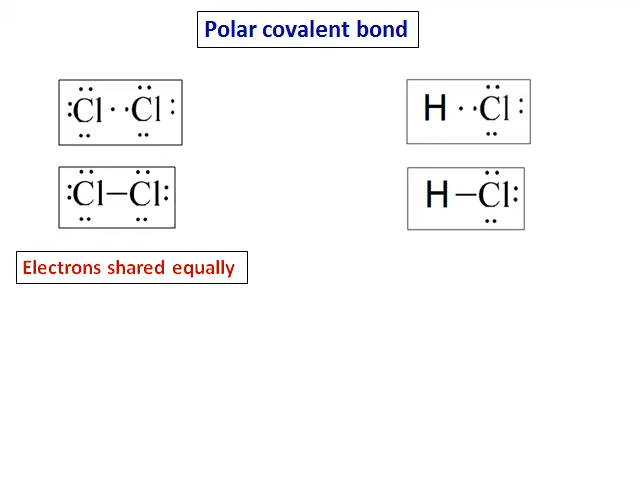 Polar covalent bond
:Cl··Cl:
H··Cl:
:Cl–Cl:
H–Cl:
Electrons shared equally